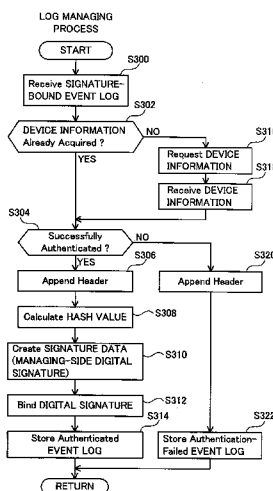 LOG MANAGING
PROCESS
START
S300
Receive SIGNATURE-
BOUND EVENT LOG
S302
DEVICE INFORMATION
Already Acquired ?
NO
YES
Request DEVICE
INFORMATION
Receive DEVICE
INFORMATION
S304
Successfully
Authenticated ?
NO
YES
S306
S320
Append Header
Append Header
Calculate HASH VALUE
S308
Create SIGNATURE DATA
(MANAGING-SIDE DIGITAL
SIGNATURE)
S310
Bind DIGITAL SIGNATURE
S312
S314
Store Authenticated
EVENT LOG
S322
Store Authentication-
Failed EVENT LOG
RETURN